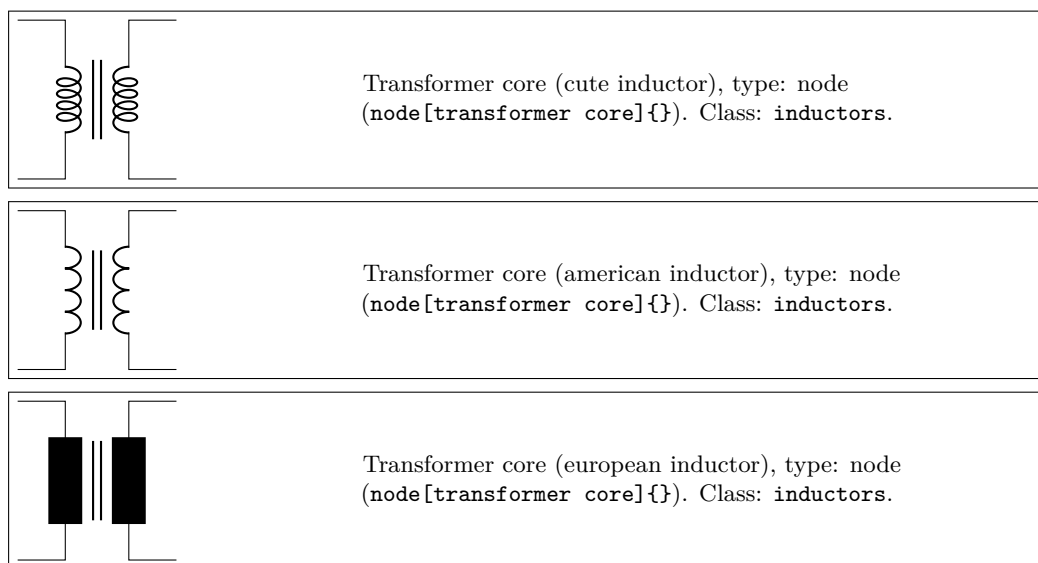 Transformer core (cute inductor), type: node
(node[transformer core]{}). Class: inductors.
Transformer core (american inductor), type: node
(node[transformer core]{}). Class: inductors.
Transformer core (european inductor), type: node
(node[transformer core]{}). Class: inductors.